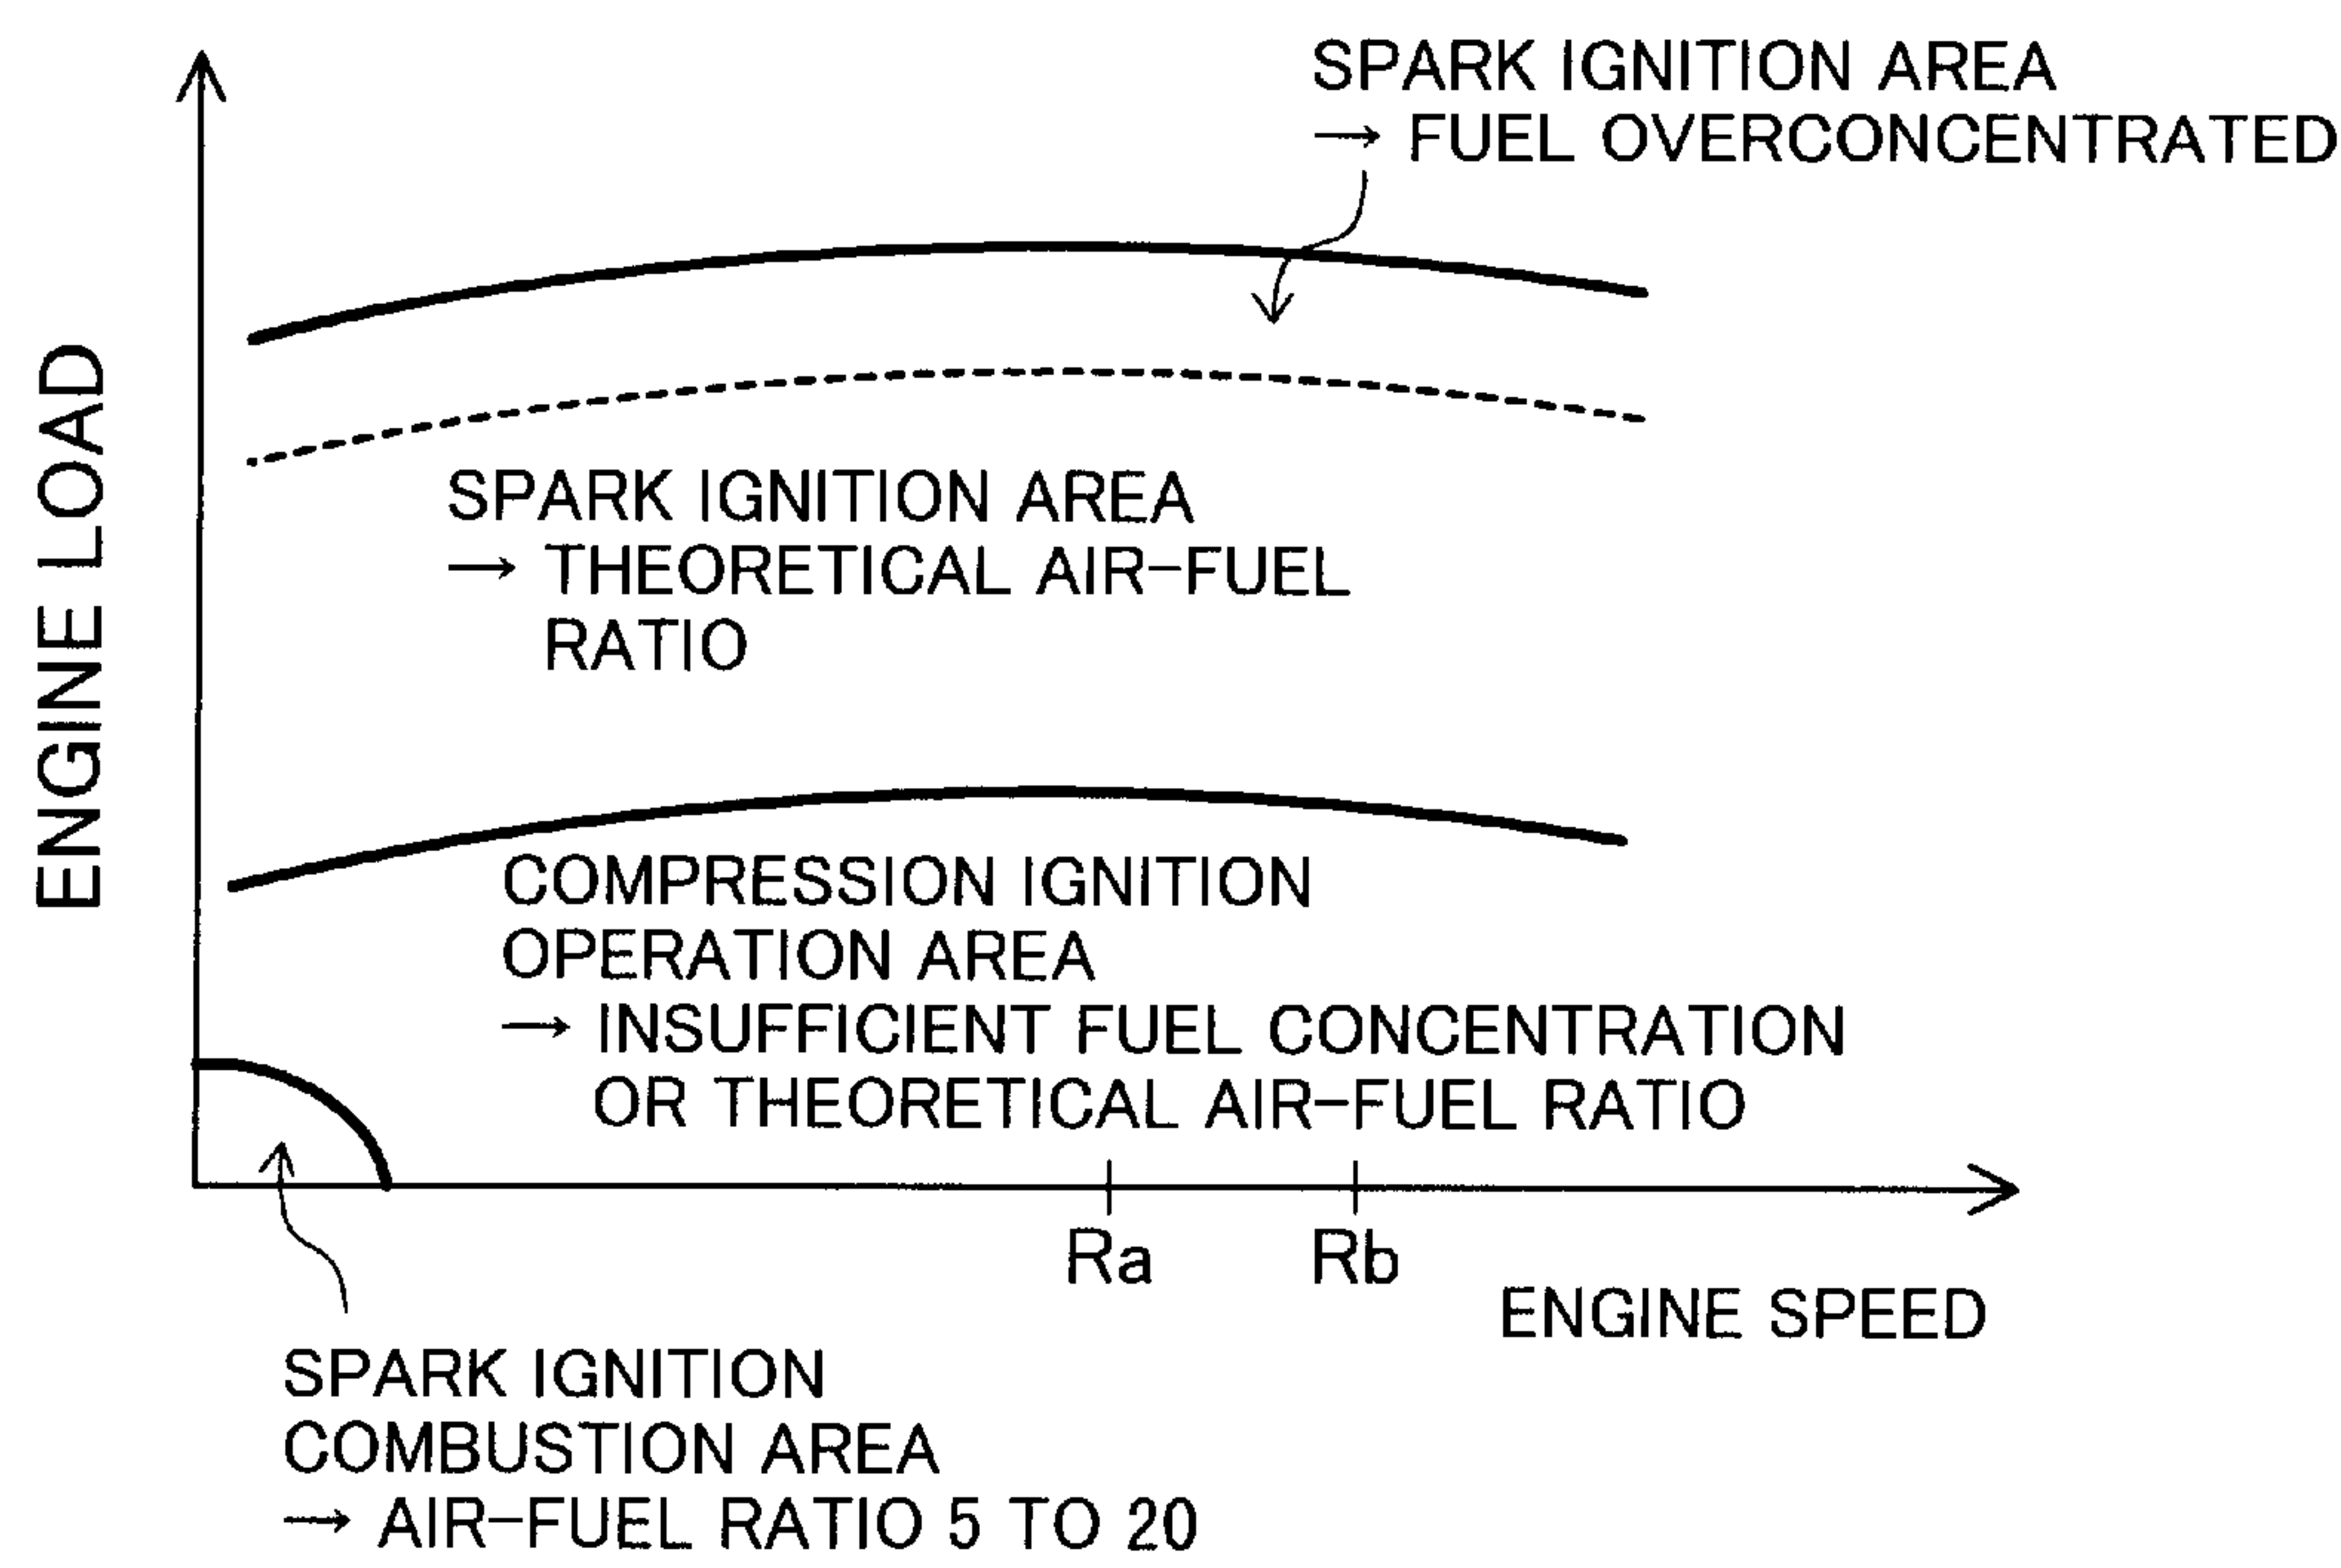 SPARK IGNITION AREA
→ FUEL OVERCONCENTRATED
ENGINE LOAD
SPARK IGNITION AREA
→ THEORETICAL AIR-FUEL
RATIO
COMPRESSION IGNITION
OPERATION AREA
→ INSUFFICIENT FUEL CONCENTRATION
OR THEORETICAL AIR-FUEL RATIO
Ra
Rb
ENGINE SPEED
SPARK IGNITION
COMBUSTION AREA
→ AIR-FUEL RATIO 5 TO 20